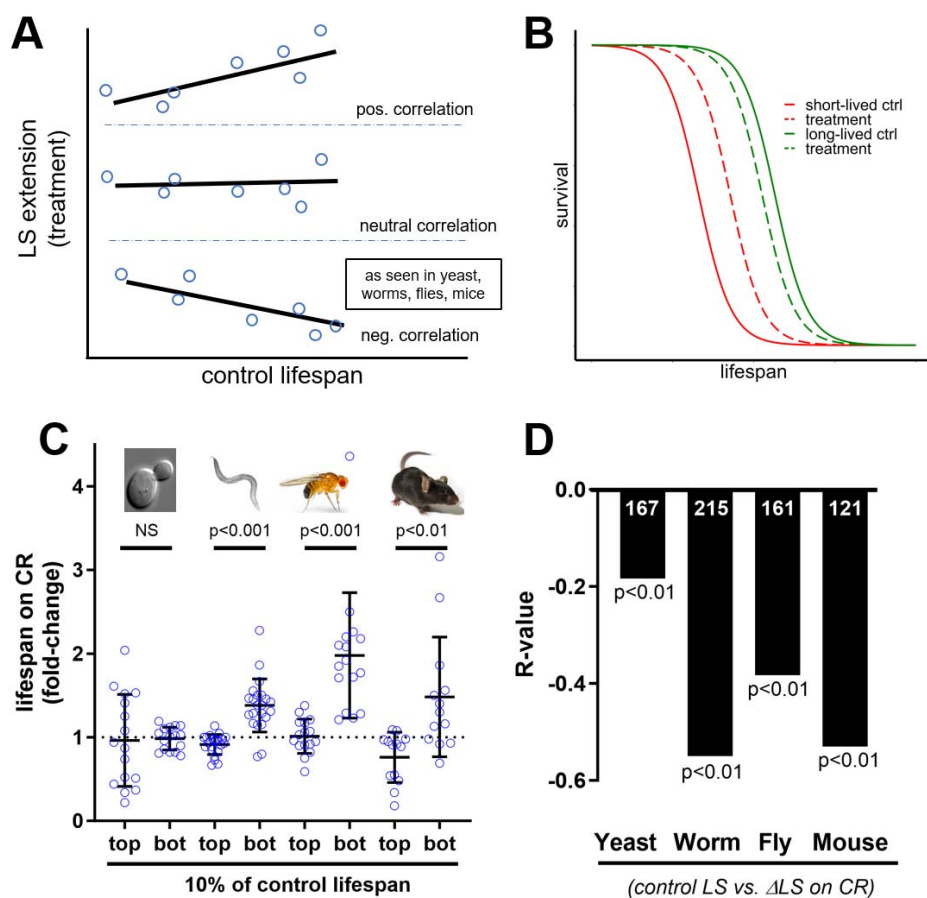 A
LS extension
(treatment)
pos. correlation
neutral correlation
as seen in yeast,
worms, flies, mice
neg. correlation
control lifespan
B
survival
short-lived ctrl
treatment
long-lived ctrl
treatment
lifespan
C
lifespan on CR
(fold-change)
4
3
2
1
0
NS
p<0.001
p<0.001
p<0.01
top bot top bot top bot top bot
10% of control lifespan
D
R-value
0.0
-0.2
-0.4
-0.6
167 215 161 121
p<0.01
p<0.01
p<0.01
p<0.01
Yeast Worm Fly Mouse
(control LS vs. ΔLS on CR)